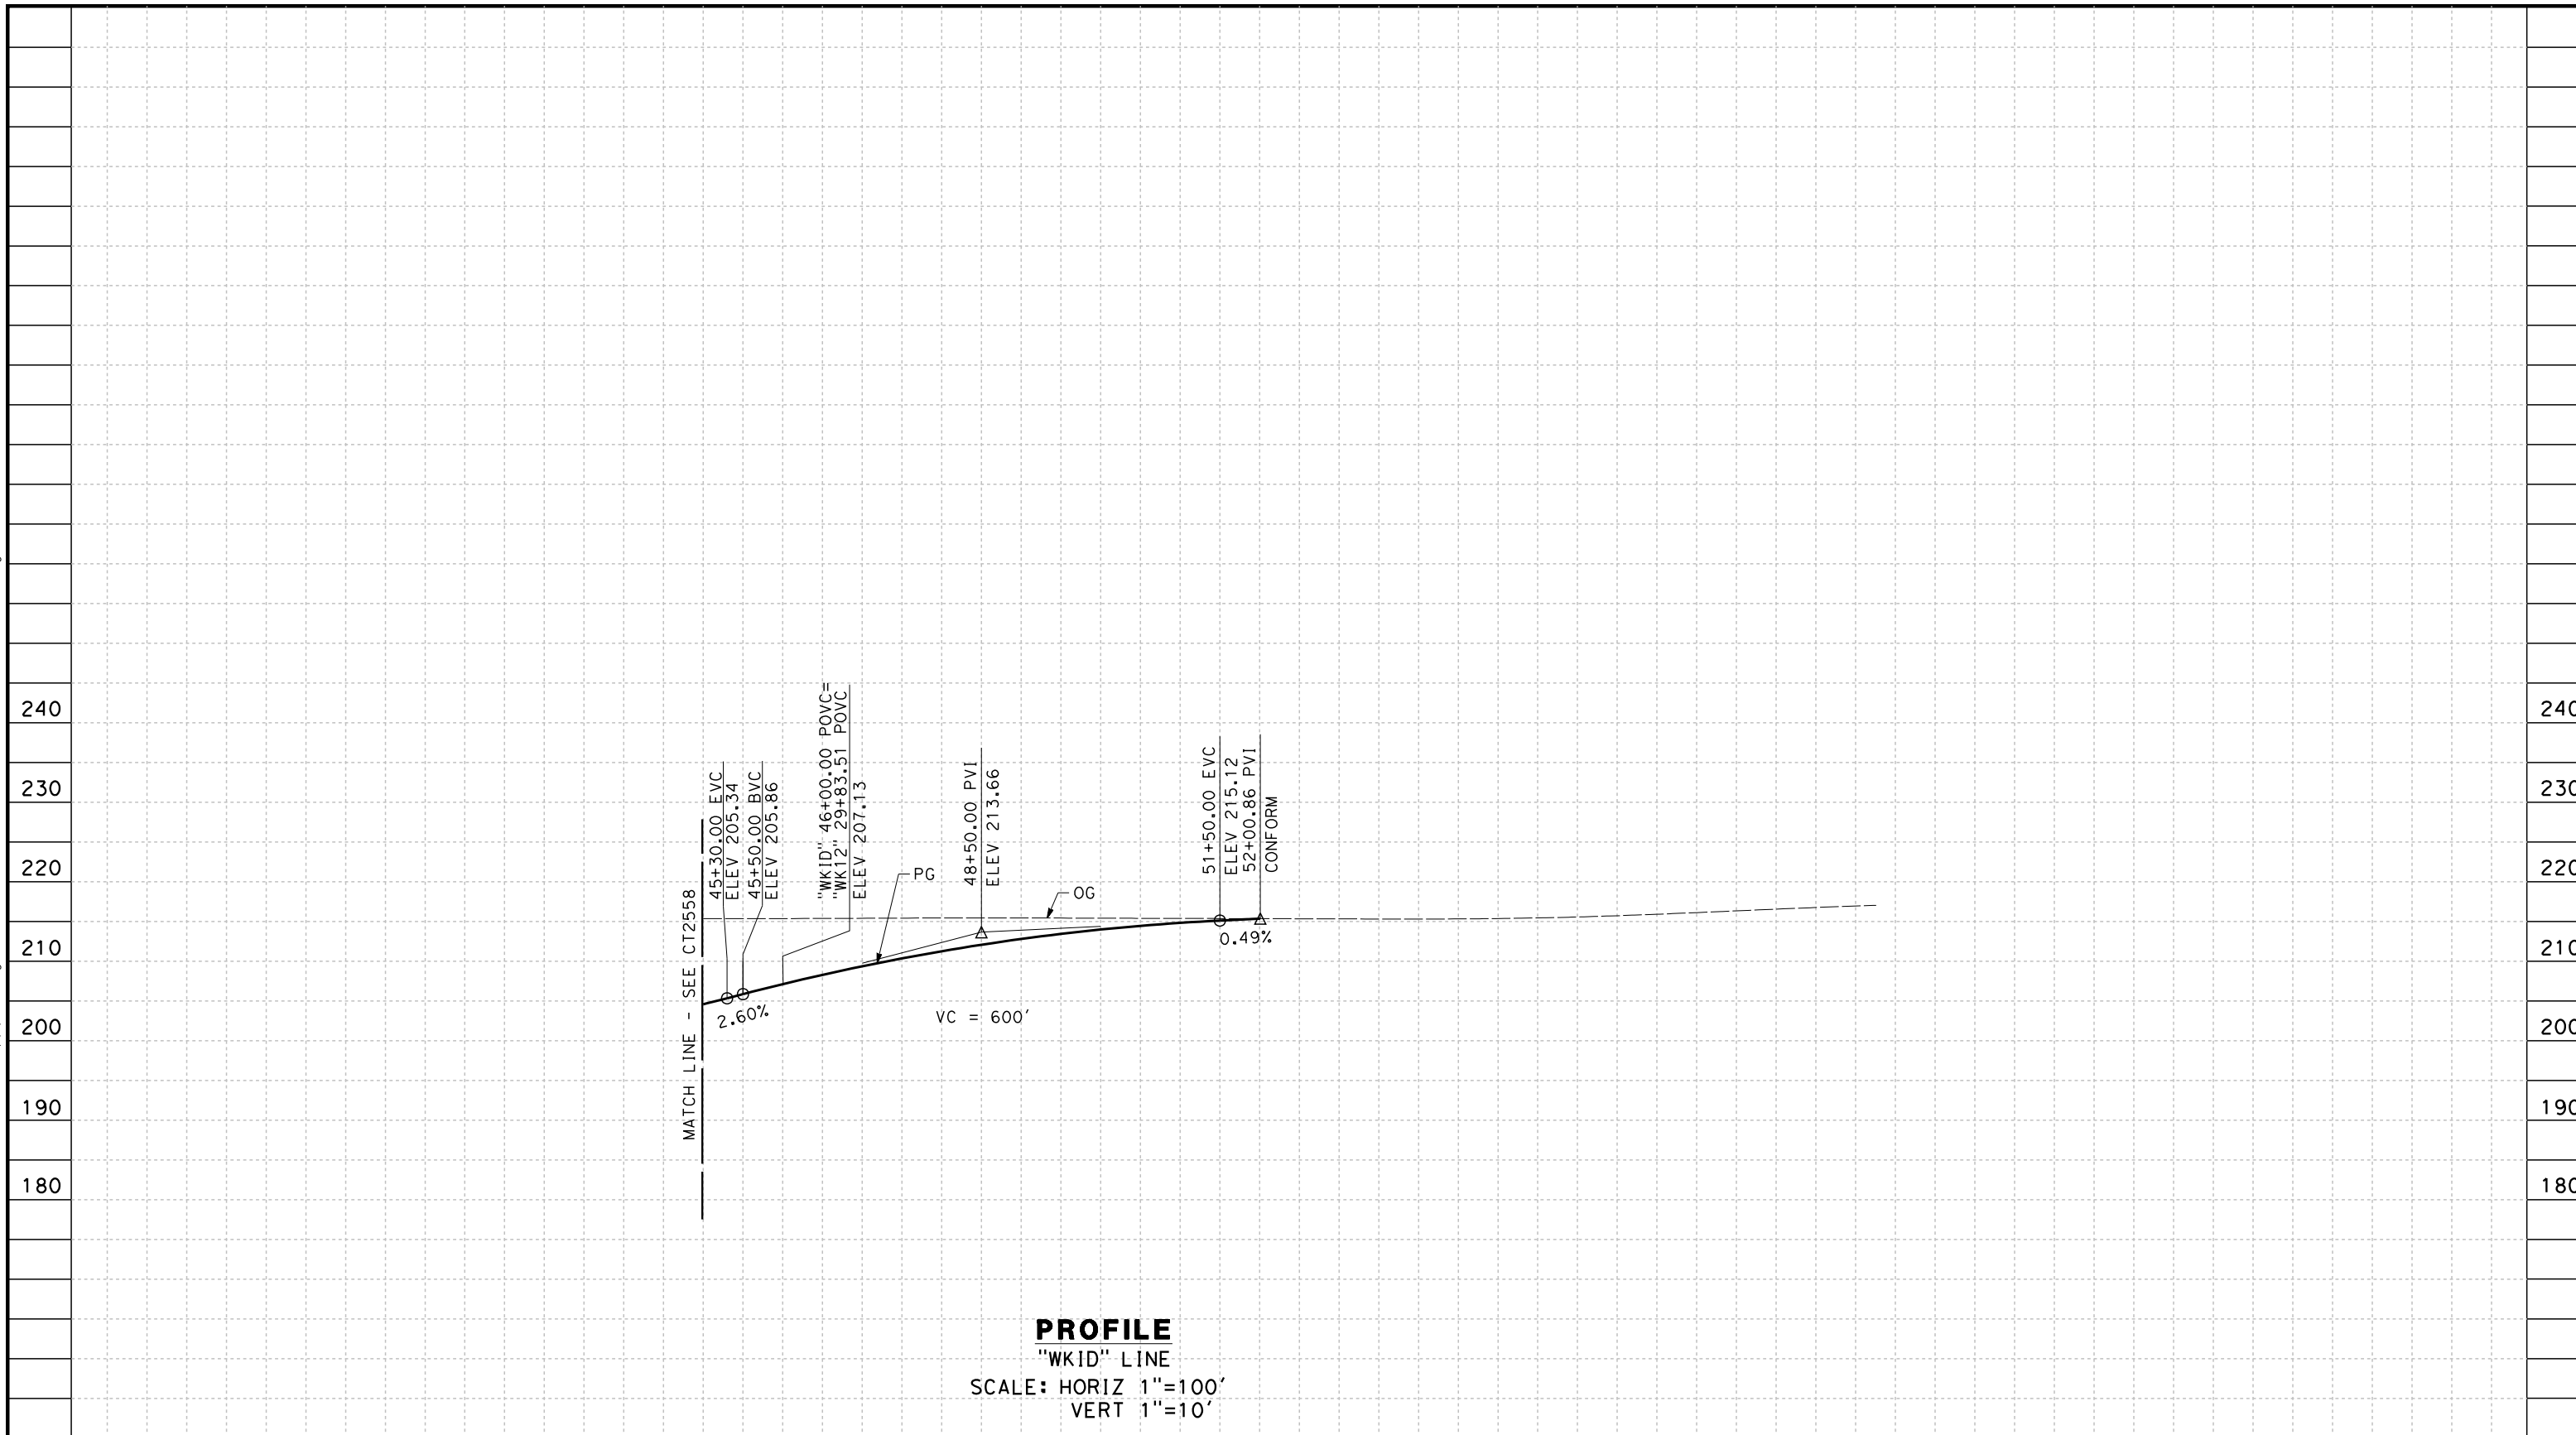 240
230
220
210
200
190
180
MATCH LINE - SEE CT2558
45+30.00 EVC
ELEV 205.34
45+50.00 BVC
ELEV 205.86
"WKID" 46+00.00 POVC=
"WK12" 29+83.51 POVC
ELEV 207.13
PG
48+50.00 PVI
ELEV 213.66
OG
51+50.00 EVC
ELEV 215.12
52+00.86 PVI
CONFORM
2.60%
VC = 600'
0.49%
240
230
220
210
200
190
180
PROFILE
"WKID" LINE
SCALE: HORIZ 1"=100'
VERT 1"=10'